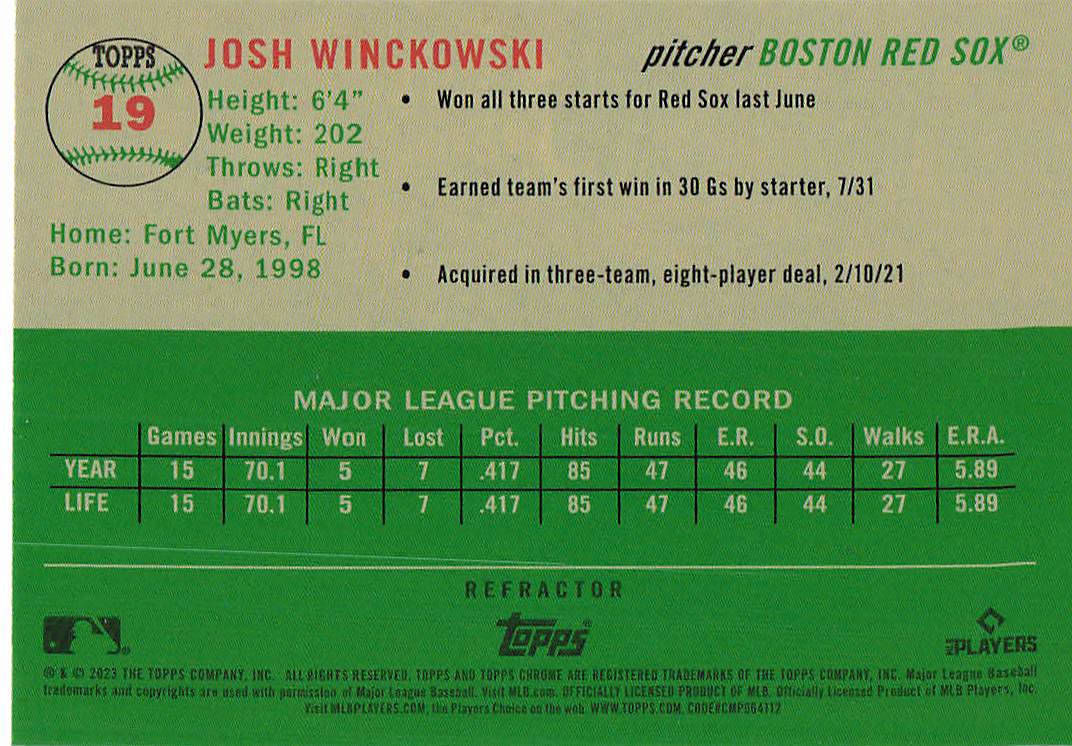 TOPPS
19
JOSH WINCKOWSKI
pitcher BOSTON RED SOX®
Height: 6'4"
Weight: 202
Throws: Right
Bats: Right
Home: Fort Myers, FL
Born: June 28, 1998
• Won all three starts for Red Sox last June
• Earned team's first win in 30 Gs by starter, 7/31
• Acquired in three-team, eight-player deal, 2/10/21
MAJOR LEAGUE PITCHING RECORD
Games Innings Won Lost Pct. Hits Runs E.R. S.O. Walks E.R.A.
YEAR 15 70.1 5 7 .417 85 47 46 44 27 5.89
LIFE 15 70.1 5 7 .417 85 47 46 44 27 5.89
REFRACTOR
topps
MLB PLAYERS
® & © 2023 THE TOPPS COMPANY, INC. ALL RIGHTS RESERVED. TOPPS AND TOPPS CHROME ARE REGISTERED TRADEMARKS OF THE TOPPS COMPANY, INC. Major League Baseball
trademarks and copyrights are used with permission of Major League Baseball. Visit MLB.com. OFFICIALLY LICENSED PRODUCT OF MLB. Officially Licensed Product of MLB Players, Inc.
Visit MLBPLAYERS.COM, the Players Choice on the web. WWW.TOPPS.COM. CODE#CMP064112